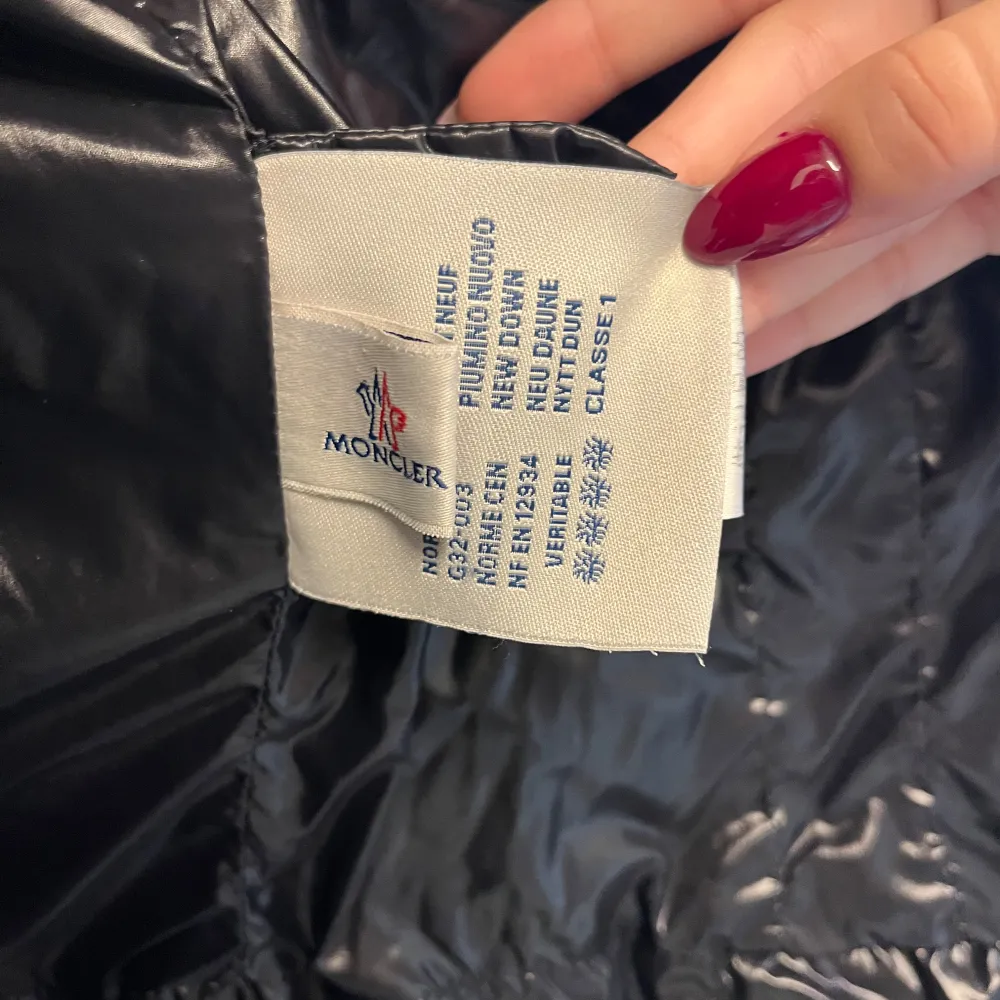 MONCLER
NEUF
PIUMINO NUOVO
NEW DOWN
NEU DAUNE
NYTT DUN
CLASSE 1
G32-003
NORME CEN
NF EN 12934
VERITABLE